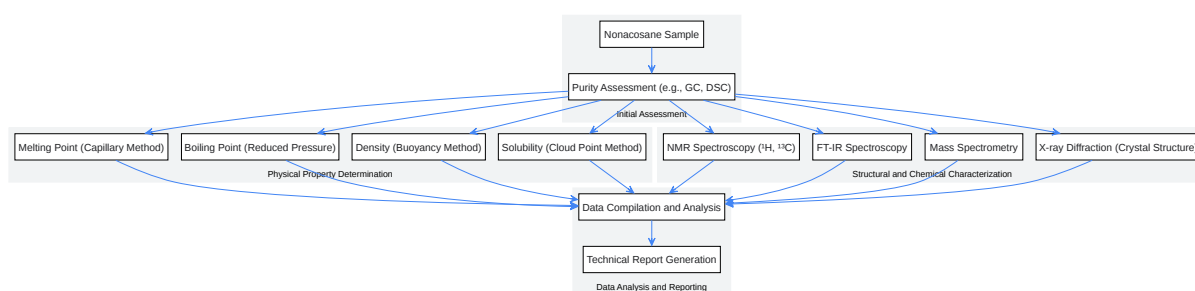 Nonacosane Sample
Purity Assessment (e.g., GC, DSC)
Initial Assessment
Melting Point (Capillary Method)
Boiling Point (Reduced Pressure)
Density (Buoyancy Method)
Solubility (Cloud Point Method)
NMR Spectroscopy (¹H, ¹³C)
FT-IR Spectroscopy
Mass Spectrometry
X-ray Diffraction (Crystal Structure)
Physical Property Determination
Structural and Chemical Characterization
Data Compilation and Analysis
Technical Report Generation
Data Analysis and Reporting